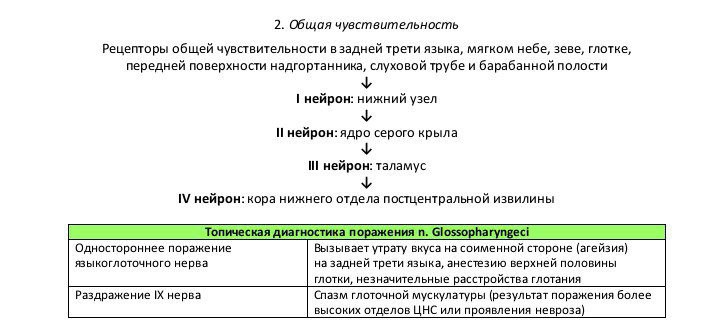 2. Общая чувствительность
Рецепторы общей чувствительности в задней трети языка, мягком небе, зеве, глотке,
передней поверхности надгортанника, слуховой трубе и барабанной полости
↓
I нейрон: нижний узел
↓
II нейрон: ядро серого крыла
↓
III нейрон: таламус
↓
IV нейрон: кора нижнего отдела постцентральной извилины
Топическая диагностика поражения n. Glossopharyngeci
Одностороннее поражение
языкоглоточного нерва
Вызывает утрату вкуса на соименной стороне (агейзия)
на задней трети языка, анестезию верхней половины
глотки, незначительные расстройства глотания
Раздражение IX нерва
Спазм глоточной мускулатуры (результат поражения более
высоких отделов ЦНС или проявления невроза)